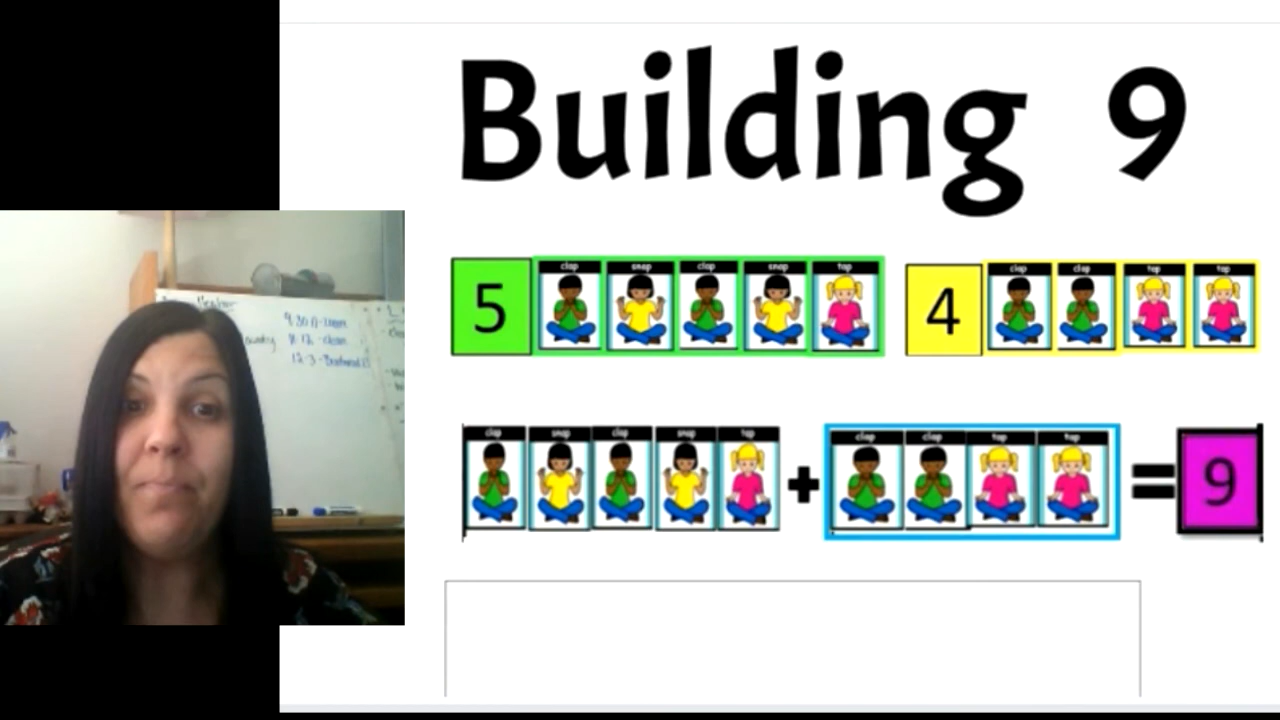 Building 9
5 clap snap clap snap tap
4 clap clap tap tap
clap snap clap snap tap + clap clap tap tap = 9